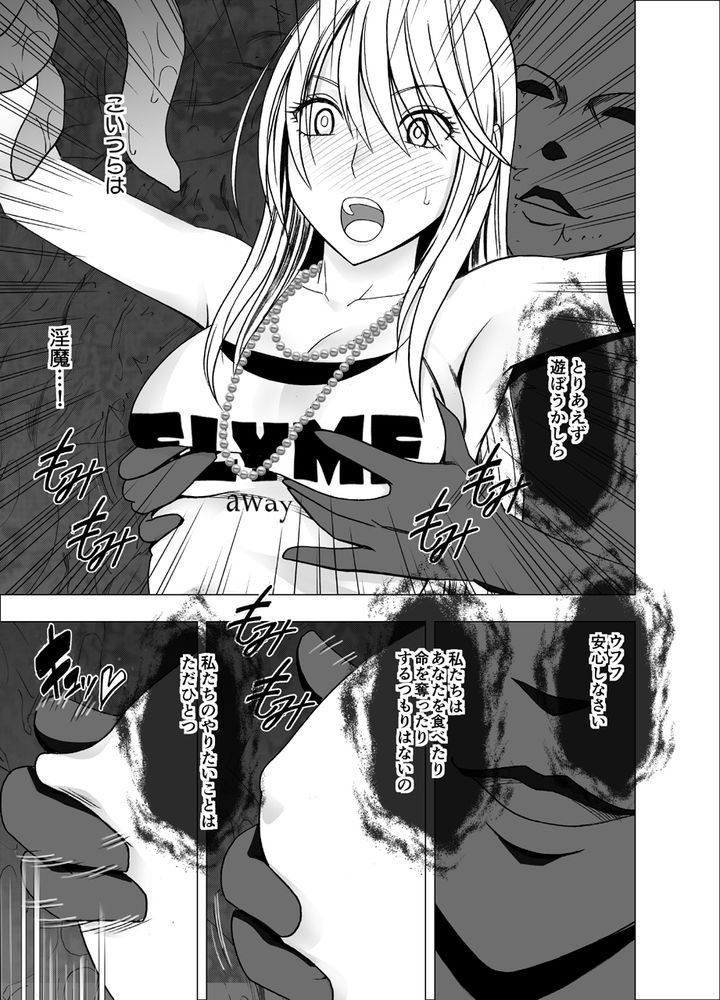 こいつらは
淫魔…！
とりあえず
遊ぼうかしら
もみ
もみ
もみ
もみ
SLYME
away
ウフフ
安心しなさい
私たちは
あなたを食べたり
命を奪ったり
するつもりはないの
もみ
もみ
私たちのやりたいことは
ただひとつ
キュッ♡